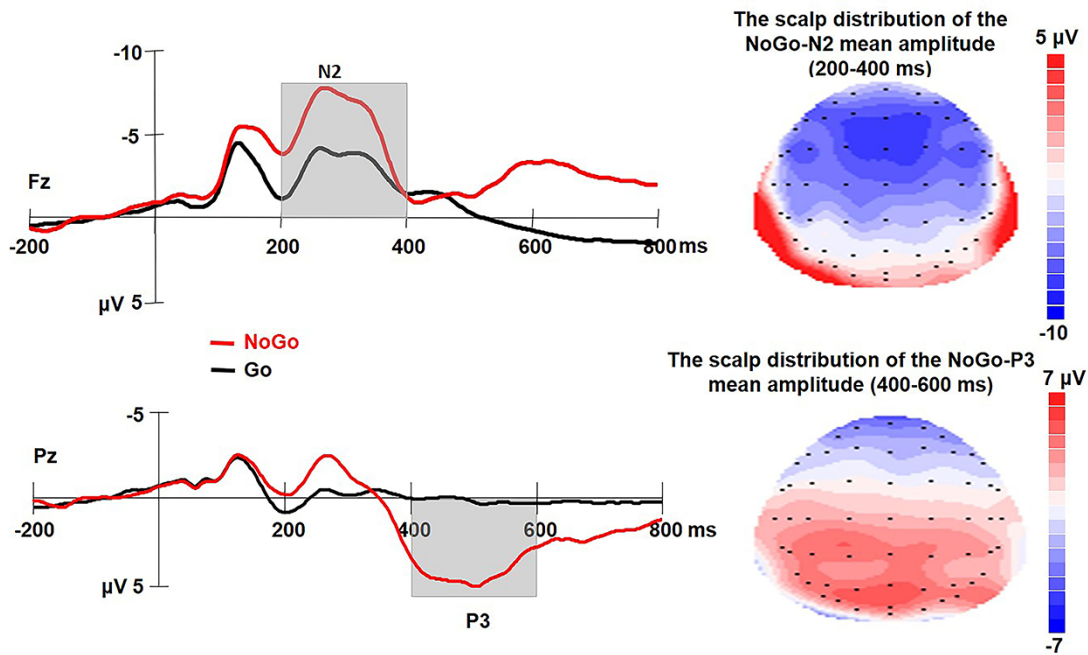 -10
N2
-5
Fz
-200
200
400
600
800 ms
µV 5
The scalp distribution of the
NoGo-N2 mean amplitude
(200-400 ms)
5 µV
-10
NoGo
Go
-5
Pz
-200
200
400
600
800 ms
µV 5
P3
The scalp distribution of the NoGo-P3
mean amplitude (400-600 ms)
7 µV
-7